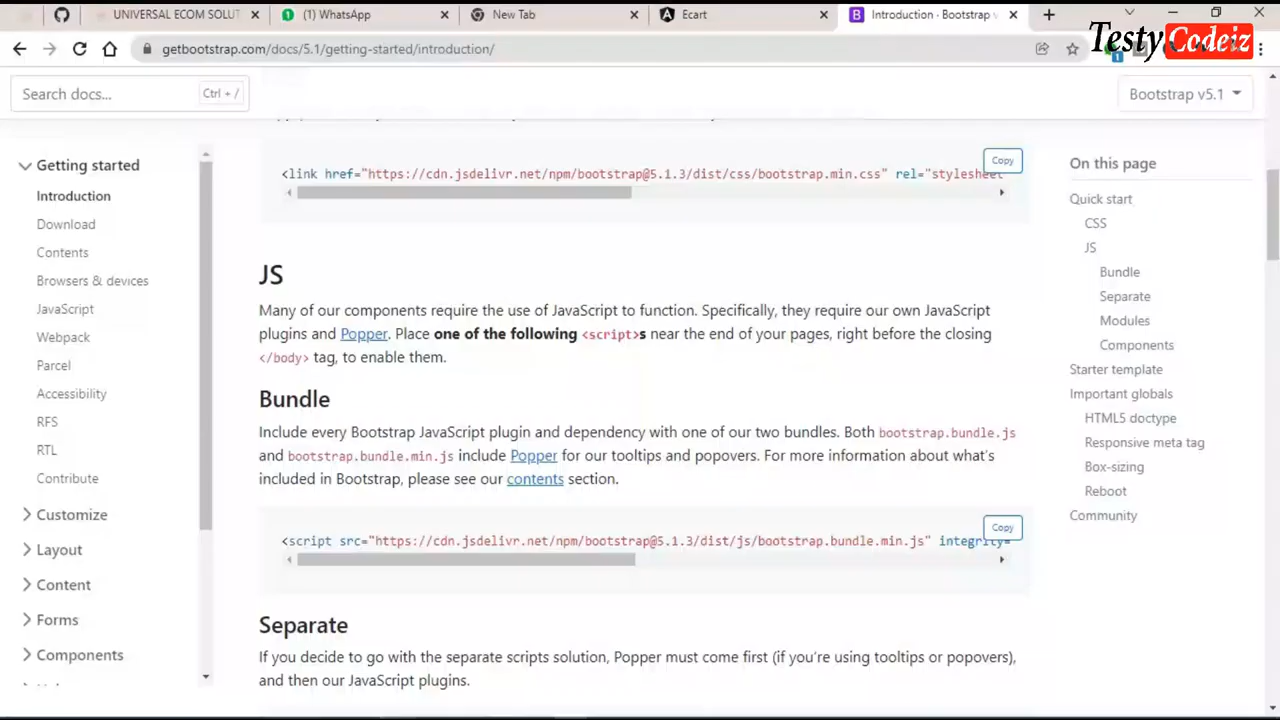 UNIVERSAL ECOM SOLUT
(1) WhatsApp
New Tab
Ecart
Introduction · Bootstrap v
Testy Codeiz
getbootstrap.com/docs/5.1/getting-started/introduction/
Search docs...
Ctrl + /
Bootstrap v5.1
Getting started
Introduction
Download
Contents
Browsers & devices
JavaScript
Webpack
Parcel
Accessibility
RFS
RTL
Contribute
Customize
Layout
Content
Forms
Components
Copy
<link href="https://cdn.jsdelivr.net/npm/bootstrap@5.1.3/dist/css/bootstrap.min.css" rel="stylesheet
JS
Many of our components require the use of JavaScript to function. Specifically, they require our own JavaScript
plugins and Popper. Place one of the following <script>s near the end of your pages, right before the closing
</body> tag, to enable them.
Bundle
Include every Bootstrap JavaScript plugin and dependency with one of our two bundles. Both bootstrap.bundle.js
and bootstrap.bundle.min.js include Popper for our tooltips and popovers. For more information about what's
included in Bootstrap, please see our contents section.
Copy
<script src="https://cdn.jsdelivr.net/npm/bootstrap@5.1.3/dist/js/bootstrap.bundle.min.js" integrity=
Separate
If you decide to go with the separate scripts solution, Popper must come first (if you're using tooltips or popovers),
and then our JavaScript plugins.
On this page
Quick start
CSS
JS
Bundle
Separate
Modules
Components
Starter template
Important globals
HTML5 doctype
Responsive meta tag
Box-sizing
Reboot
Community